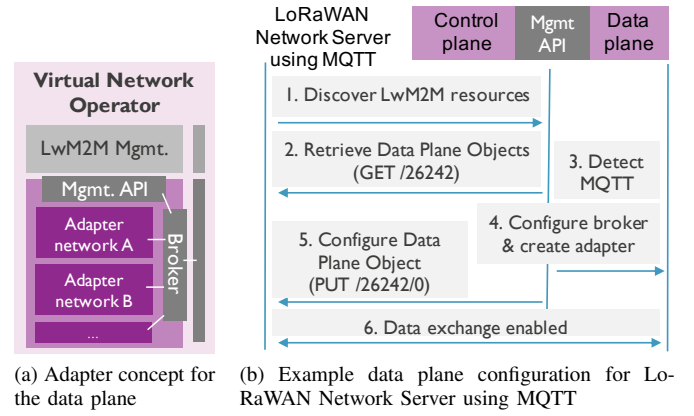 Virtual Network
Operator
LwM2M Mgmt.
Mgmt. API
Adapter
network A
Adapter
network B
...
Broker
(a) Adapter concept for
the data plane
LoRaWAN
Network Server
using MQTT
Control
plane
Mgmt
API
Data
plane
1. Discover LwM2M resources
2. Retrieve Data Plane Objects
(GET /26242)
3. Detect
MQTT
4. Configure broker
& create adapter
5. Configure Data
Plane Object
(PUT /26242/0)
6. Data exchange enabled
(b) Example data plane configuration for Lo-
RaWAN Network Server using MQTT